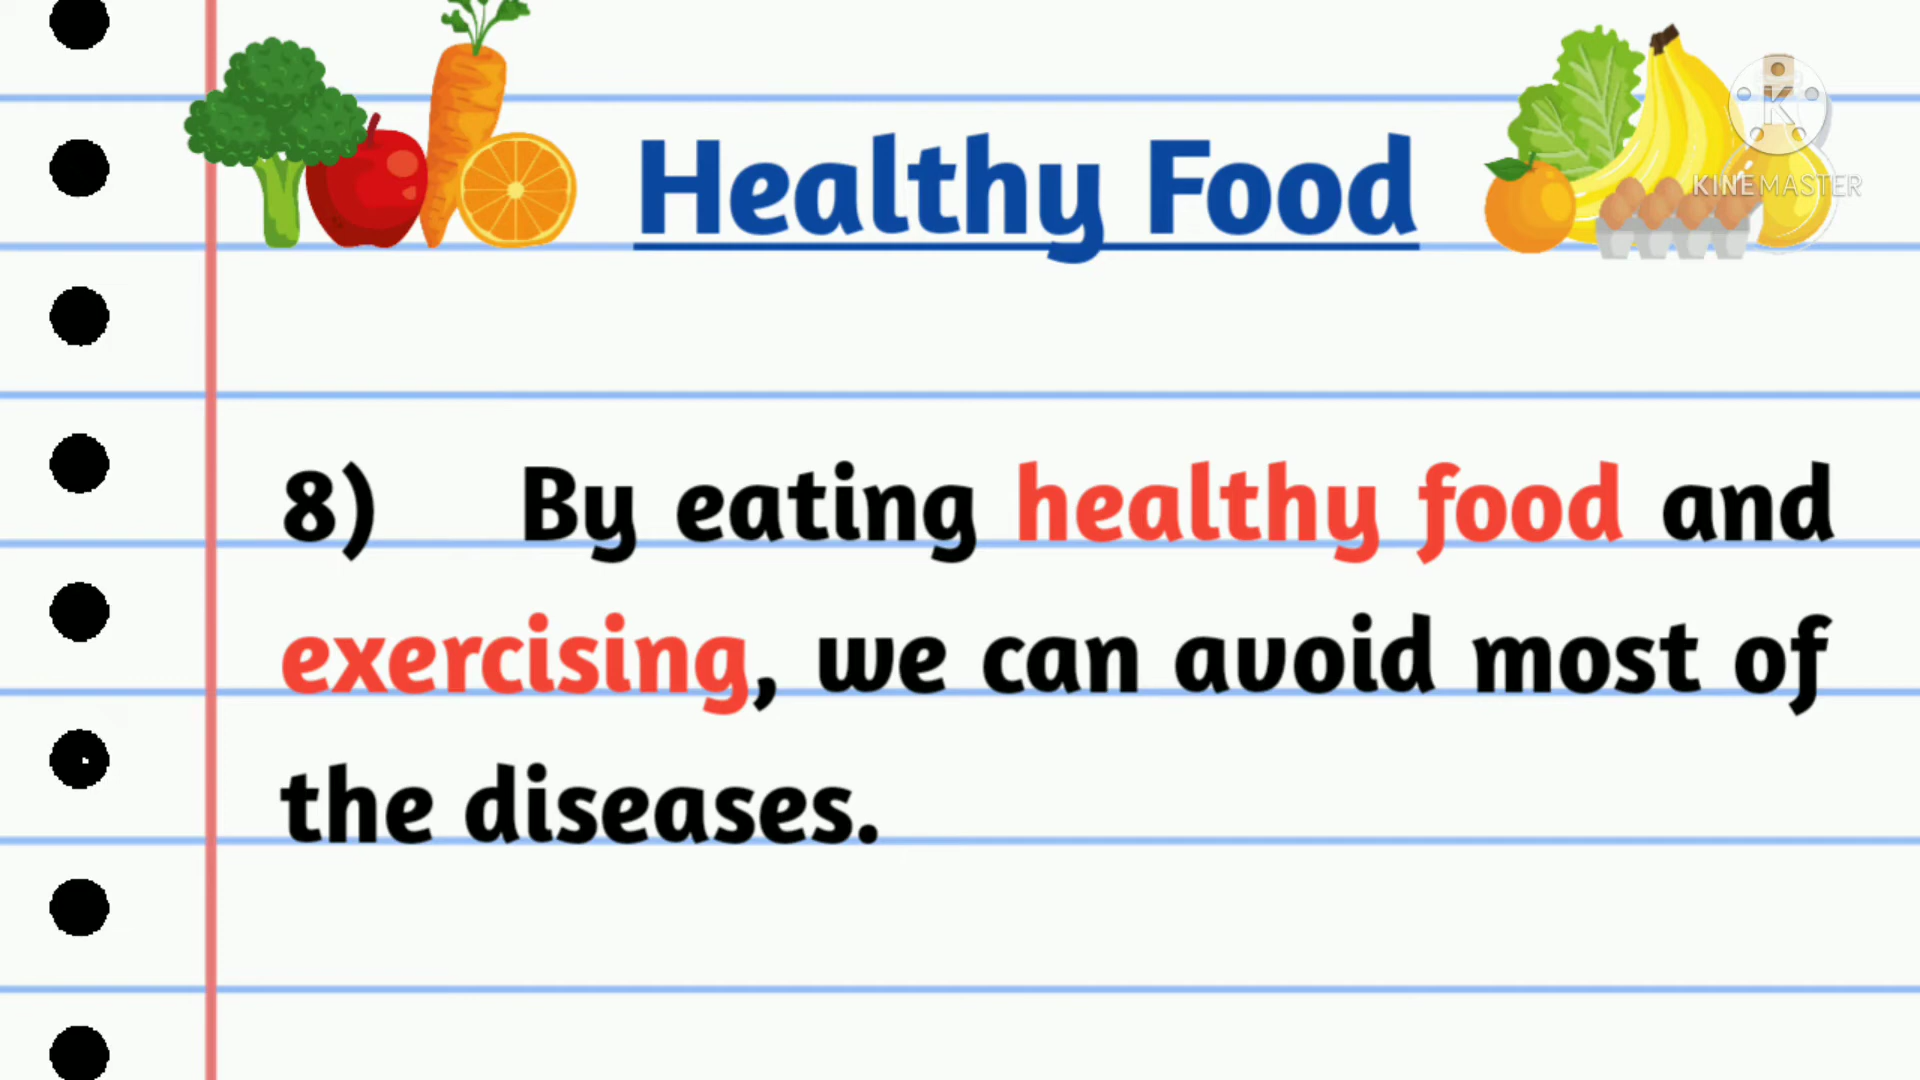 Healthy Food
KINEMASTER
8) By eating healthy food and
exercising, we can avoid most of
the diseases.